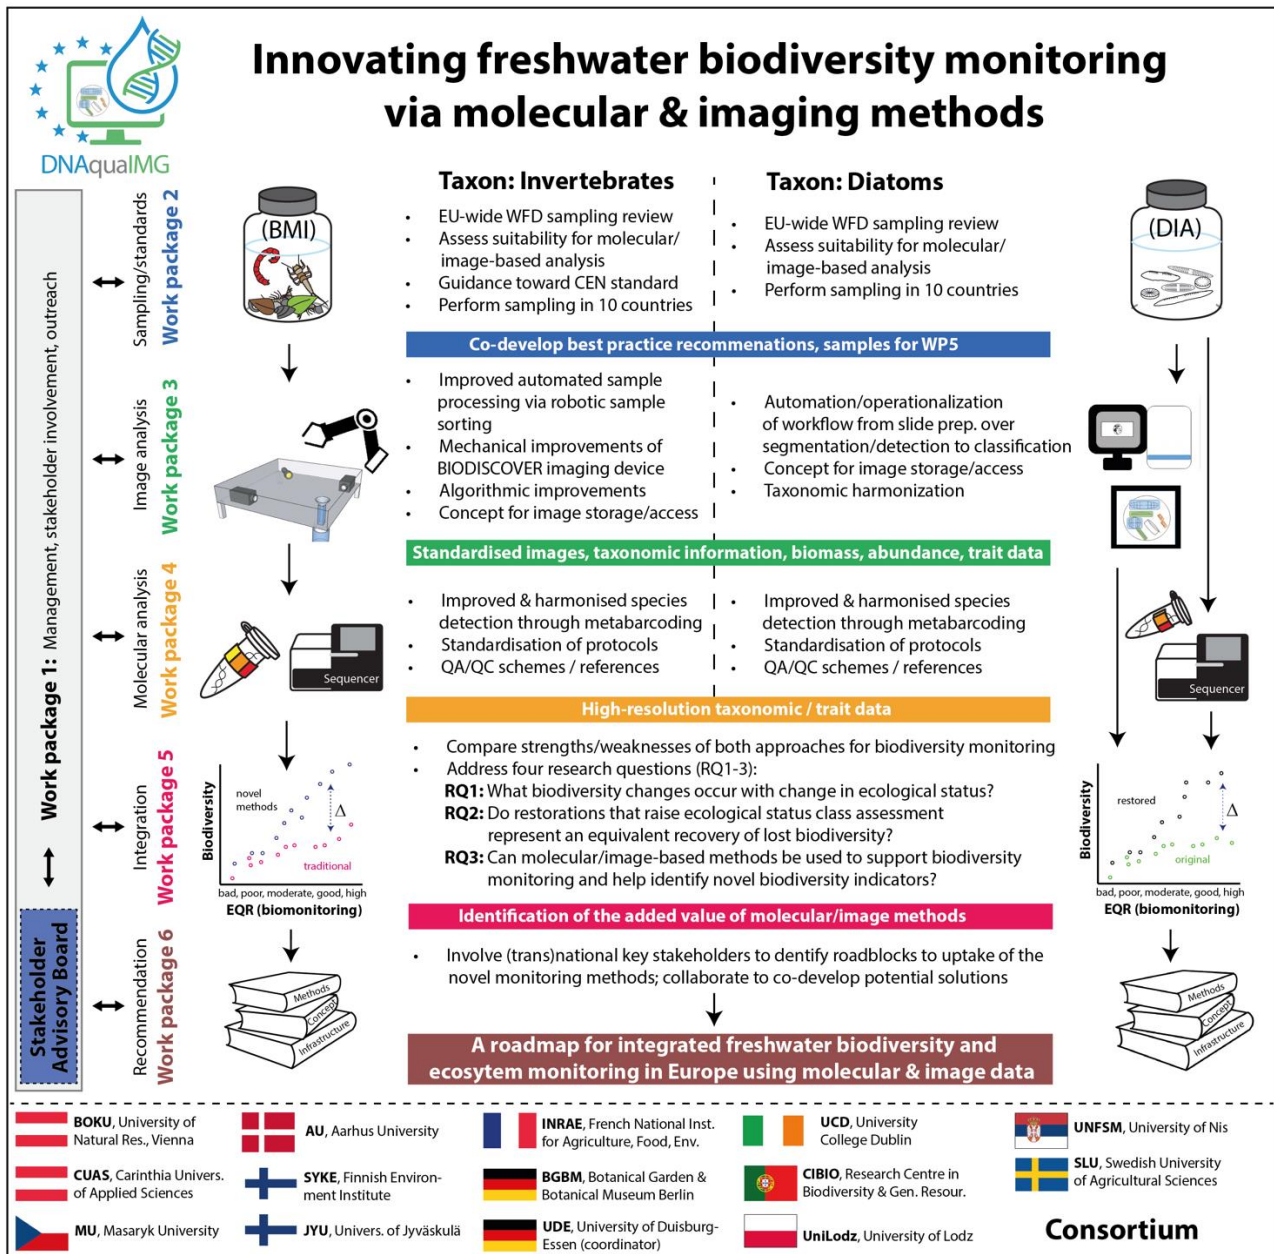 Innovating freshwater biodiversity monitoring
via molecular & imaging methods
DNAquaIMG
Work package 1: Management, stakeholder involvement, outreach
Stakeholder
Advisory Board
Sampling/standards
Work package 2
Image analysis
Work package 3
Molecular analysis
Work package 4
Integration
Work package 5
Recommendation
Work package 6
(BMI)
Taxon: Invertebrates
• EU-wide WFD sampling review
• Assess suitability for molecular/
image-based analysis
• Guidance toward CEN standard
• Perform sampling in 10 countries
Taxon: Diatoms
• EU-wide WFD sampling review
• Assess suitability for molecular/
image-based analysis
• Perform sampling in 10 countries
(DIA)
Co-develop best practice recommenations, samples for WP5
• Improved automated sample
processing via robotic sample
sorting
• Mechanical improvements of
BIODISCOVER imaging device
• Algorithmic improvements
• Concept for image storage/access
• Automation/operationalization
of workflow from slide prep. over
segmentation/detection to classification
• Concept for image storage/access
• Taxonomic harmonization
Standardised images, taxonomic information, biomass, abundance, trait data
Sequencer
• Improved & harmonised species
detection through metabarcoding
• Standardisation of protocols
• QA/QC schemes / references
• Improved & harmonised species
detection through metabarcoding
• Standardisation of protocols
• QA/QC schemes / references
Sequencer
High-resolution taxonomic / trait data
Biodiversity
novel
methods
Δ
traditional
bad, poor, moderate, good, high
EQR (biomonitoring)
• Compare strengths/weaknesses of both approaches for biodiversity monitoring
• Address four research questions (RQ1-3):
RQ1: What biodiversity changes occur with change in ecological status?
RQ2: Do restorations that raise ecological status class assessment
represent an equivalent recovery of lost biodiversity?
RQ3: Can molecular/image-based methods be used to support biodiversity
monitoring and help identify novel biodiversity indicators?
Biodiversity
restored
Δ
original
bad, poor, moderate, good, high
EQR (biomonitoring)
Identification of the added value of molecular/image methods
Methods
Concept
Infrastructure
• Involve (trans)national key stakeholders to dentify roadblocks to uptake of the
novel monitoring methods; collaborate to co-develop potential solutions
Methods
Concept
Infrastructure
A roadmap for integrated freshwater biodiversity and
ecosytem monitoring in Europe using molecular & image data
BOKU, University of
Natural Res., Vienna
AU, Aarhus University
INRAE, French National Inst.
for Agriculture, Food, Env.
UCD, University
College Dublin
UNFSM, University of Nis
CUAS, Carinthia Univers.
of Applied Sciences
SYKE, Finnish Environ-
ment Institute
BGBM, Botanical Garden &
Botanical Museum Berlin
CIBIO, Research Centre in
Biodiversity & Gen. Resour.
SLU, Swedish University
of Agricultural Sciences
MU, Masaryk University
JYU, Univers. of Jyväskulä
UDE, University of Duisburg-
Essen (coordinator)
UniLodz, University of Lodz
Consortium